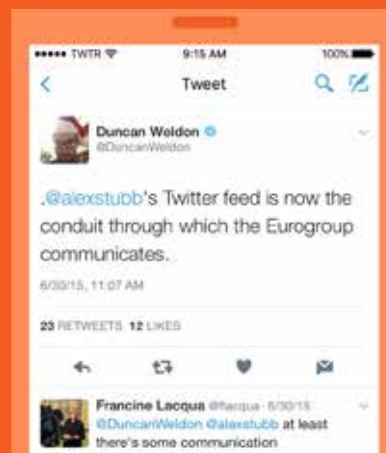 TWTR 9:15 AM 100%
Tweet
Duncan Weldon
@DuncanWeldon
.@alexstubb's Twitter feed is now the
conduit through which the Eurogroup
communicates.
6/30/15, 11:07 AM
23 RETWEETS 12 LIKES
Francine Lacqua @flacqua · 6/30/15
@DuncanWeldon @alexstubb at least
there's some communication